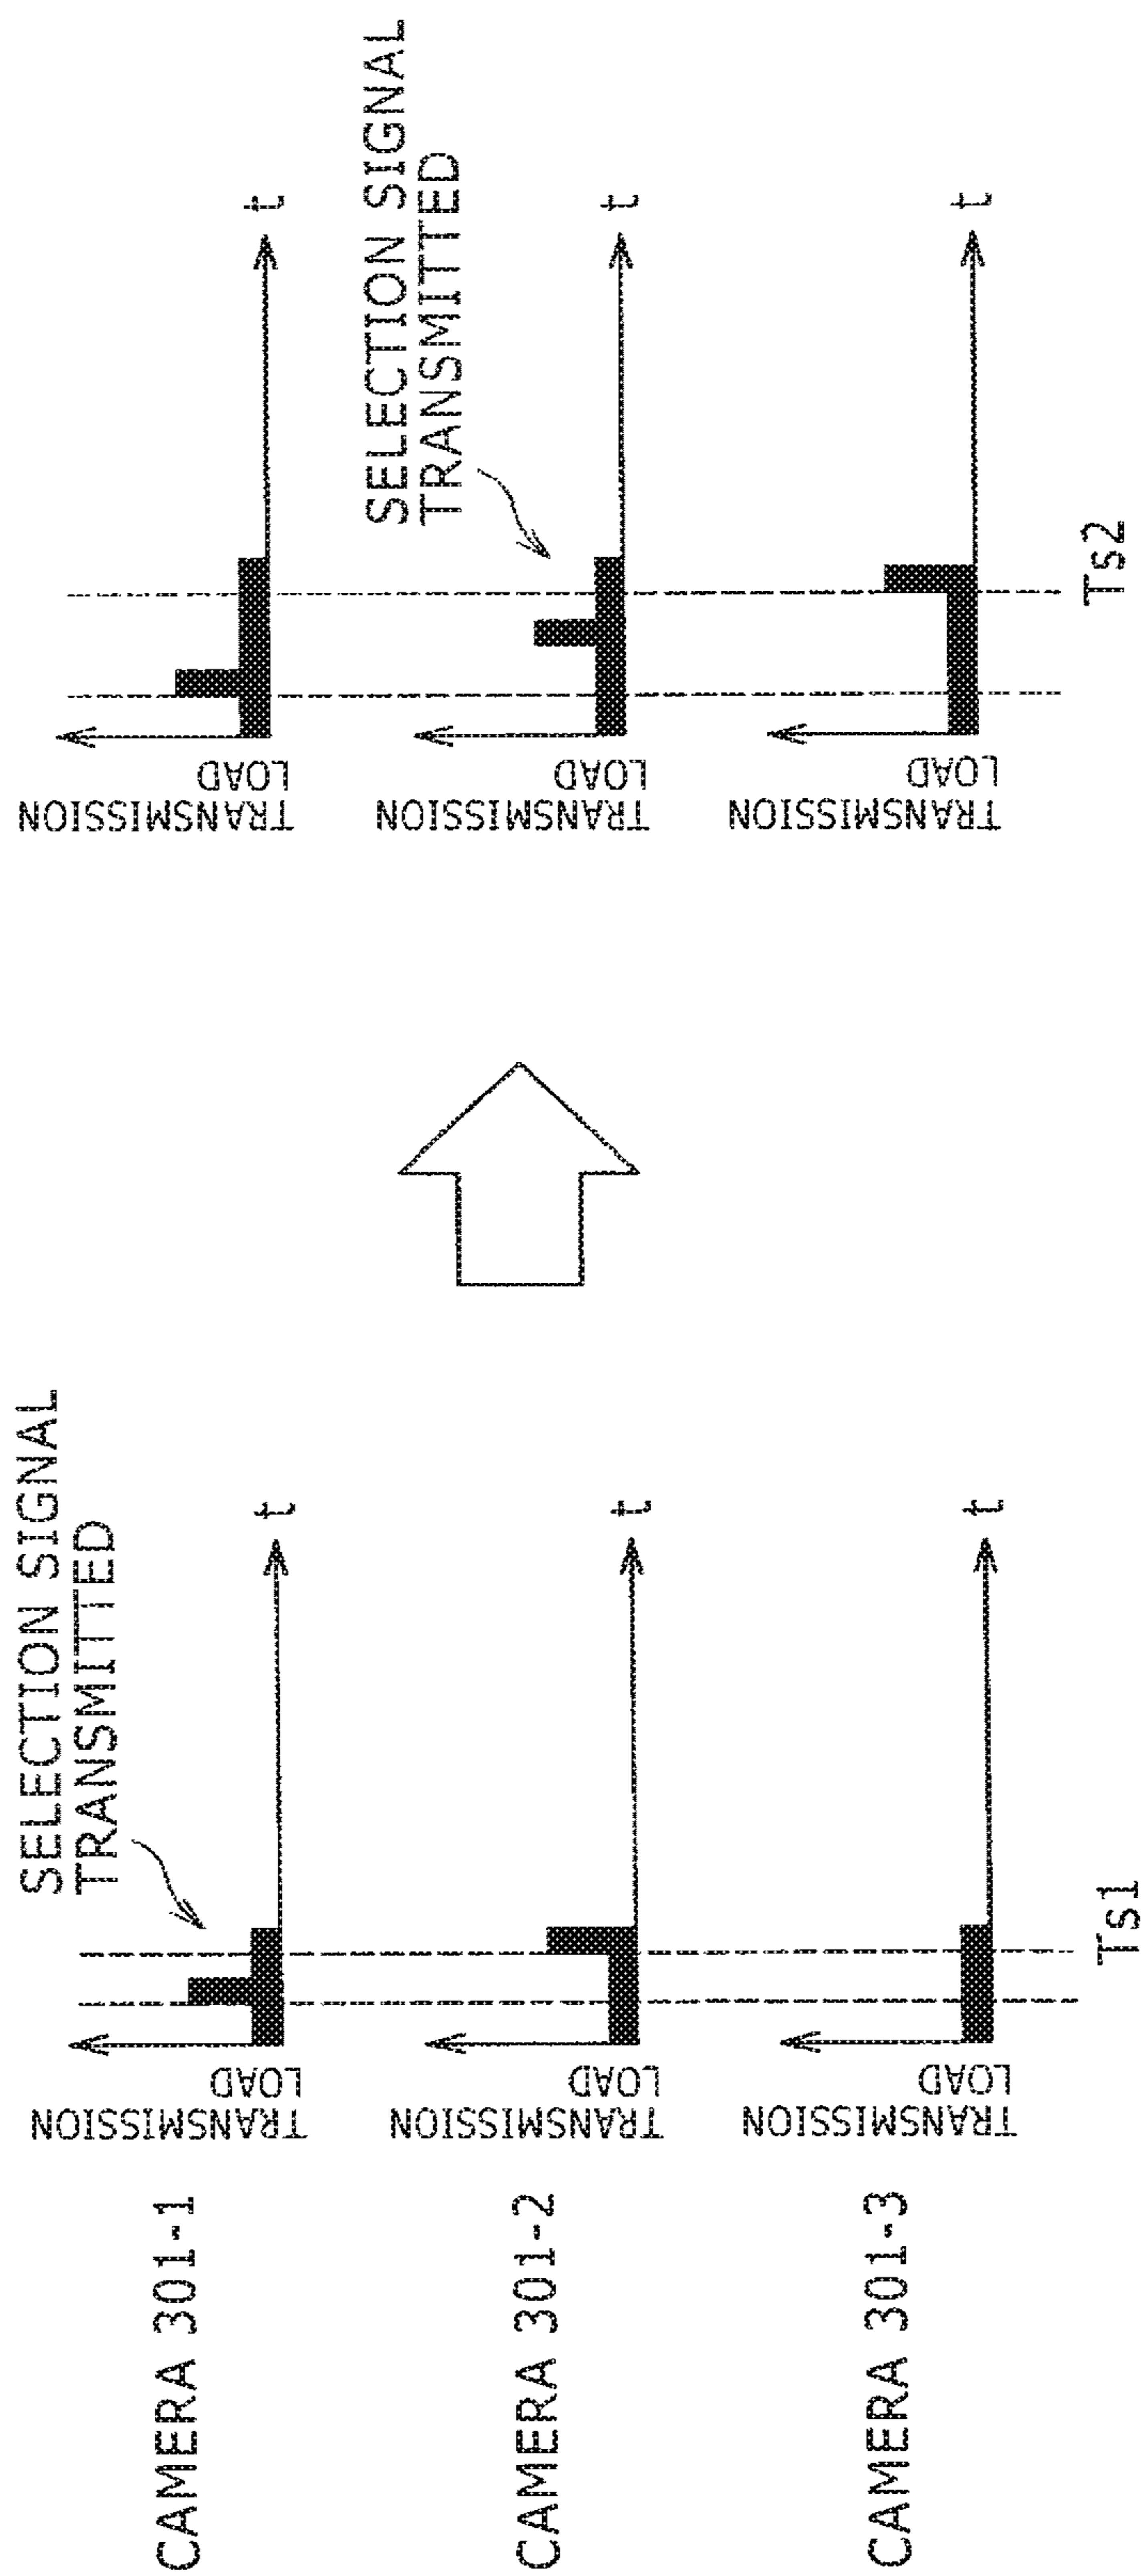 SELECTION SIGNAL
TRANSMITTED
CAMERA 301-1
TRANSMISSION
LOAD
t
CAMERA 301-2
TRANSMISSION
LOAD
t
CAMERA 301-3
TRANSMISSION
LOAD
t
Ts1
TRANSMISSION
LOAD
t
SELECTION SIGNAL
TRANSMITTED
TRANSMISSION
LOAD
t
TRANSMISSION
LOAD
t
Ts2